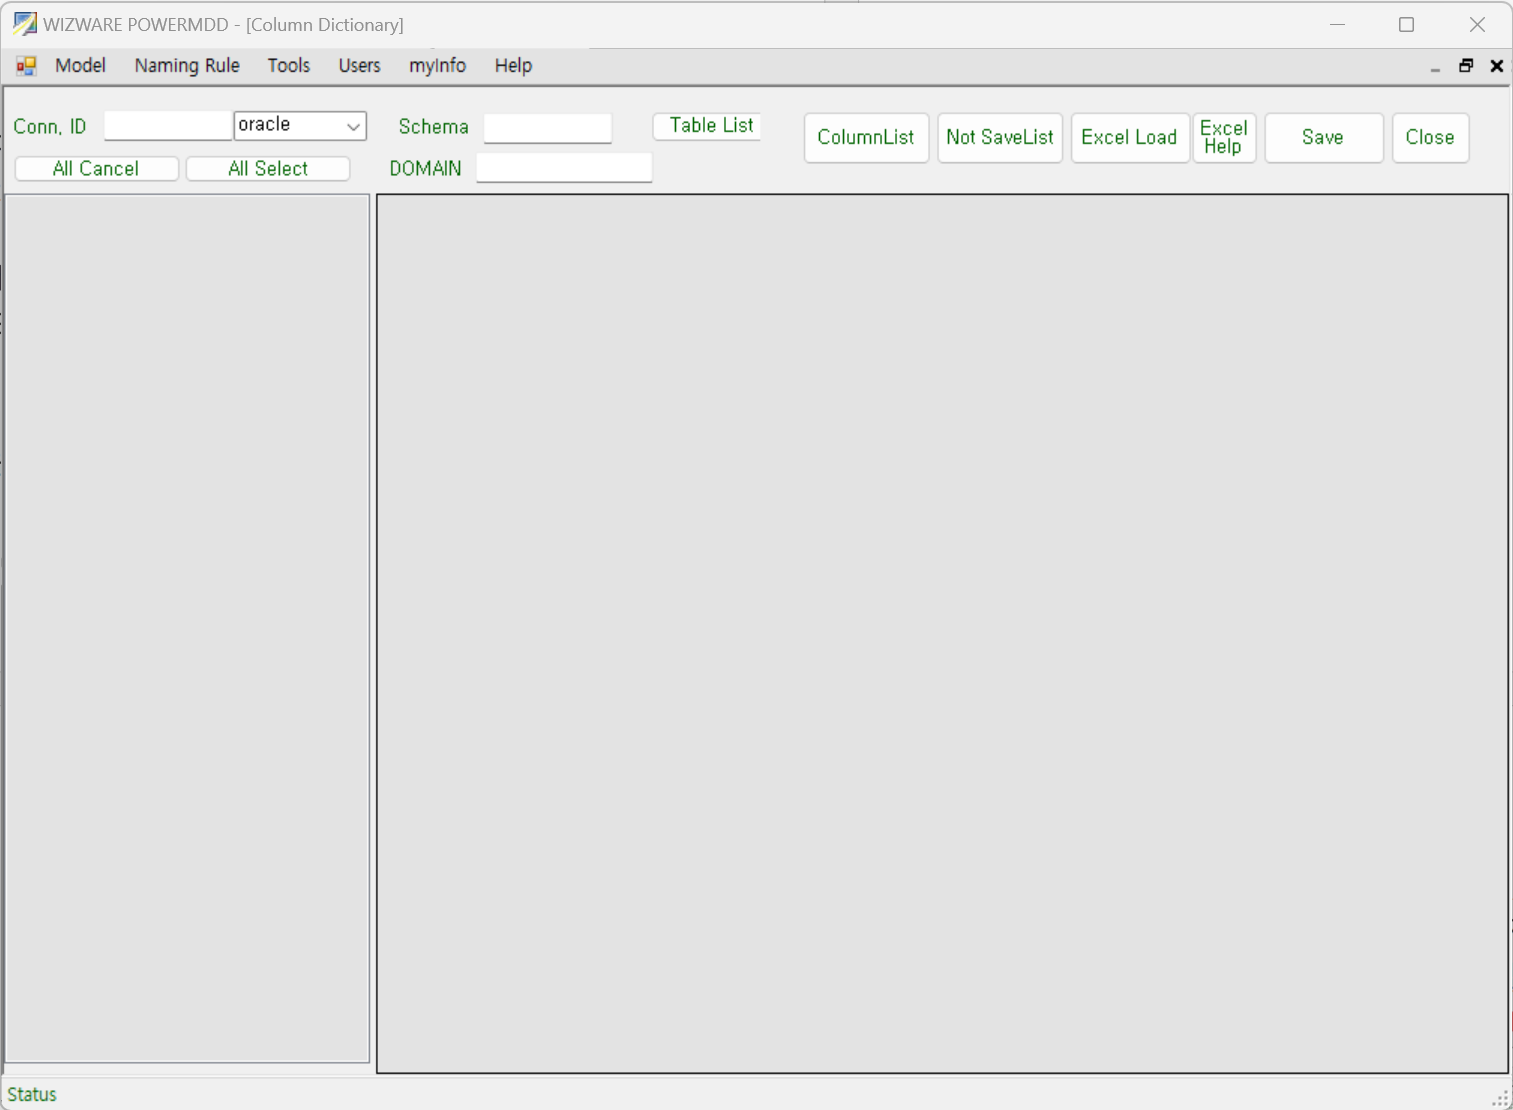 WIZWARE POWERMDD - [Column Dictionary]
Model Naming Rule Tools Users myInfo Help
Conn, ID oracle Schema Table List
ColumnList Not SaveList Excel Load Excel Help Save Close
All Cancel All Select DOMAIN
Status